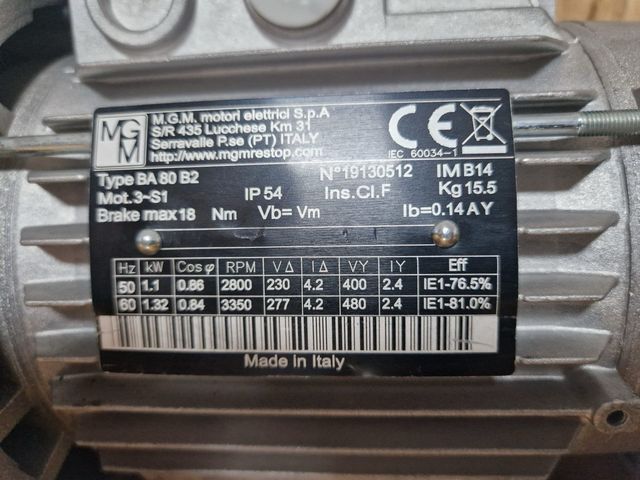 MGM
M.G.M. motori elettrici S.p.A
S/R 435 Lucchese Km 31
Serravalle P.se (PT) ITALY
http://www.mgmrestop.com
CE
IEC 60034-1
Type BA 80 B2 N°19130512 IM B14
Mot.3~S1 IP 54 Ins.Cl.F Kg 15.5
Brake max18 Nm Vb= Vm Ib=0.14 AY
Hz kW Cosφ RPM VΔ IΔ VY IY Eff
50 1.1 0.86 2800 230 4.2 400 2.4 IE1-76.5%
60 1.32 0.84 3350 277 4.2 480 2.4 IE1-81.0%
Made in Italy